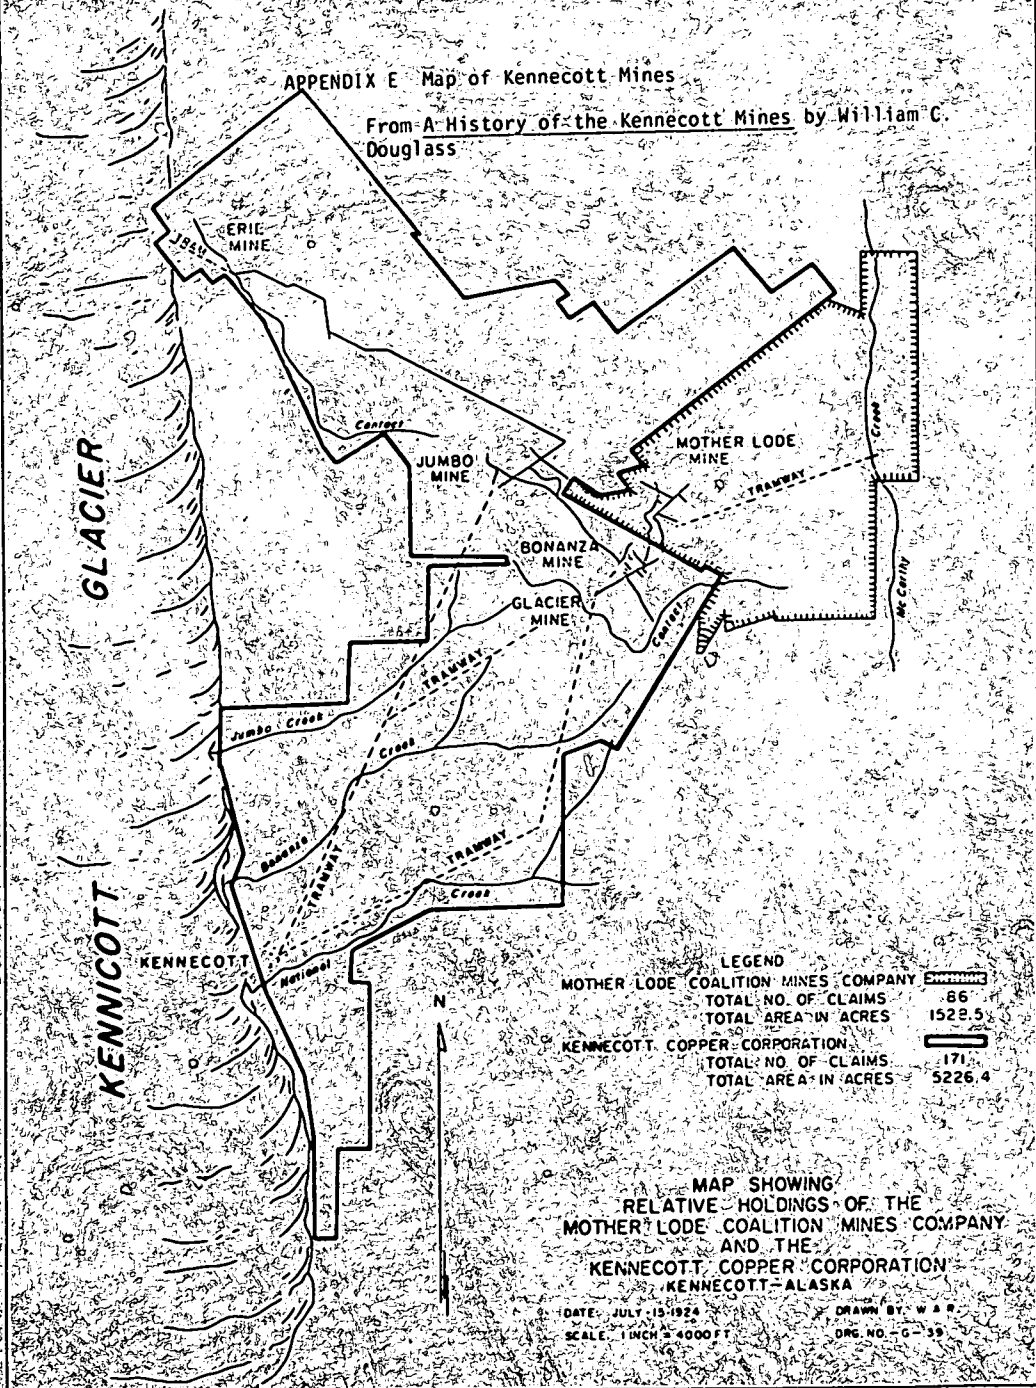 APPENDIX E Map of Kennecott Mines
From A History of the Kennecott Mines by William C.
Douglass
ERIE
MINE
Contact
JUMBO
MINE
MOTHER LODE
MINE
TRAMWAY
Creek
McCarthy
BONANZA
MINE
GLACIER
MINE
Contact
TRAMWAY
Jumbo Creek
Creek
Bonanza
TRAMWAY
TRAMWAY
Creek
National
KENNECOTT
GLACIER
KENNICOTT
N
LEGEND
MOTHER LODE COALITION MINES COMPANY
TOTAL NO. OF CLAIMS 86
TOTAL AREA IN ACRES 1522.5
KENNECOTT COPPER CORPORATION
TOTAL NO. OF CLAIMS 171
TOTAL AREA IN ACRES 5226.4
MAP SHOWING
RELATIVE HOLDINGS OF THE
MOTHER LODE COALITION MINES COMPANY
AND THE
KENNECOTT COPPER CORPORATION
KENNECOTT-ALASKA
DATE: JULY-15-1924 DRAWN BY: W A R.
SCALE: 1 INCH = 4000 FT DRG. NO. - G - 39